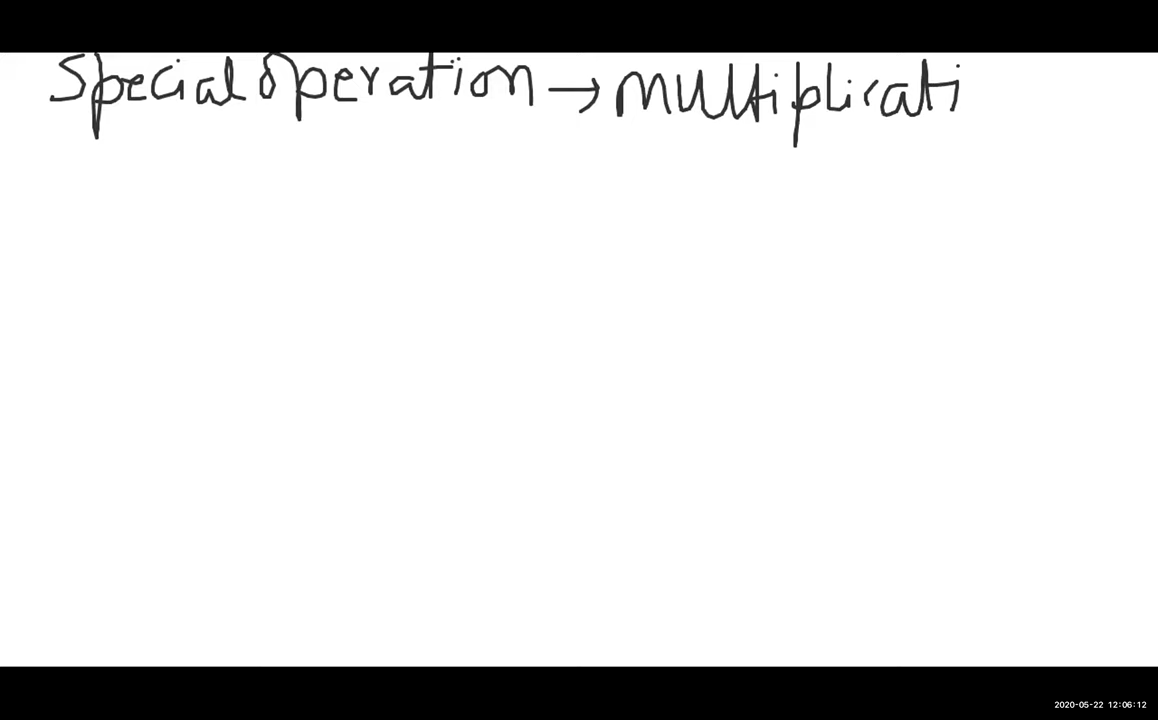 Special operation → multiplicati
2020-05-22 12:06:12